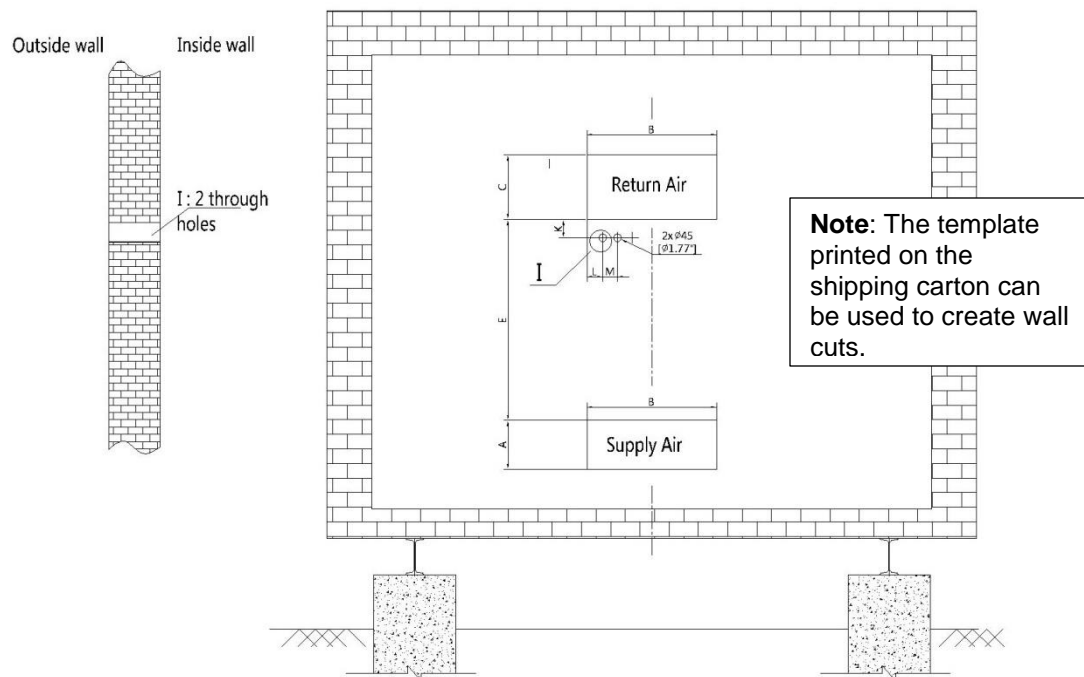 Outside wall
Inside wall
I : 2 through
holes
B
C
Return Air
K
2xØ45
[Ø1.77"]
I
L
M
E
B
A
Supply Air
Note: The template
printed on the
shipping carton can
be used to create wall
cuts.